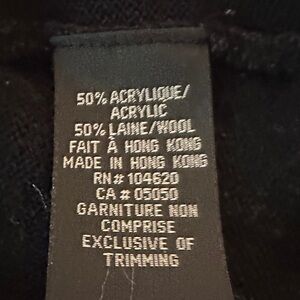 50% ACRYLIQUE/
ACRYLIC
50% LAINE/WOOL
FAIT À HONG KONG
MADE IN HONG KONG
RN# 104620
CA # 05050
GARNITURE NON
COMPRISE
EXCLUSIVE OF
TRIMMING